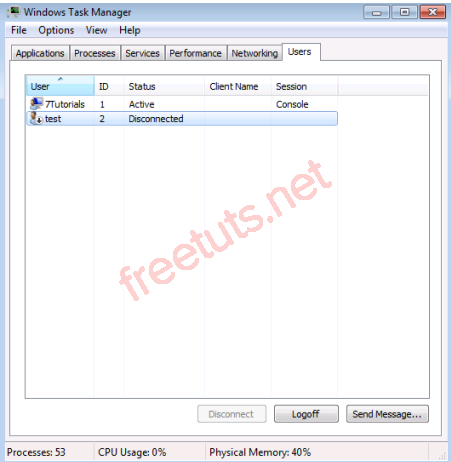 Windows Task Manager
File Options View Help
Applications Processes Services Performance Networking Users
User ID Status Client Name Session
7Tutorials 1 Active Console
test 2 Disconnected
freetuts.net
Disconnect Logoff Send Message...
Processes: 53 CPU Usage: 0% Physical Memory: 40%